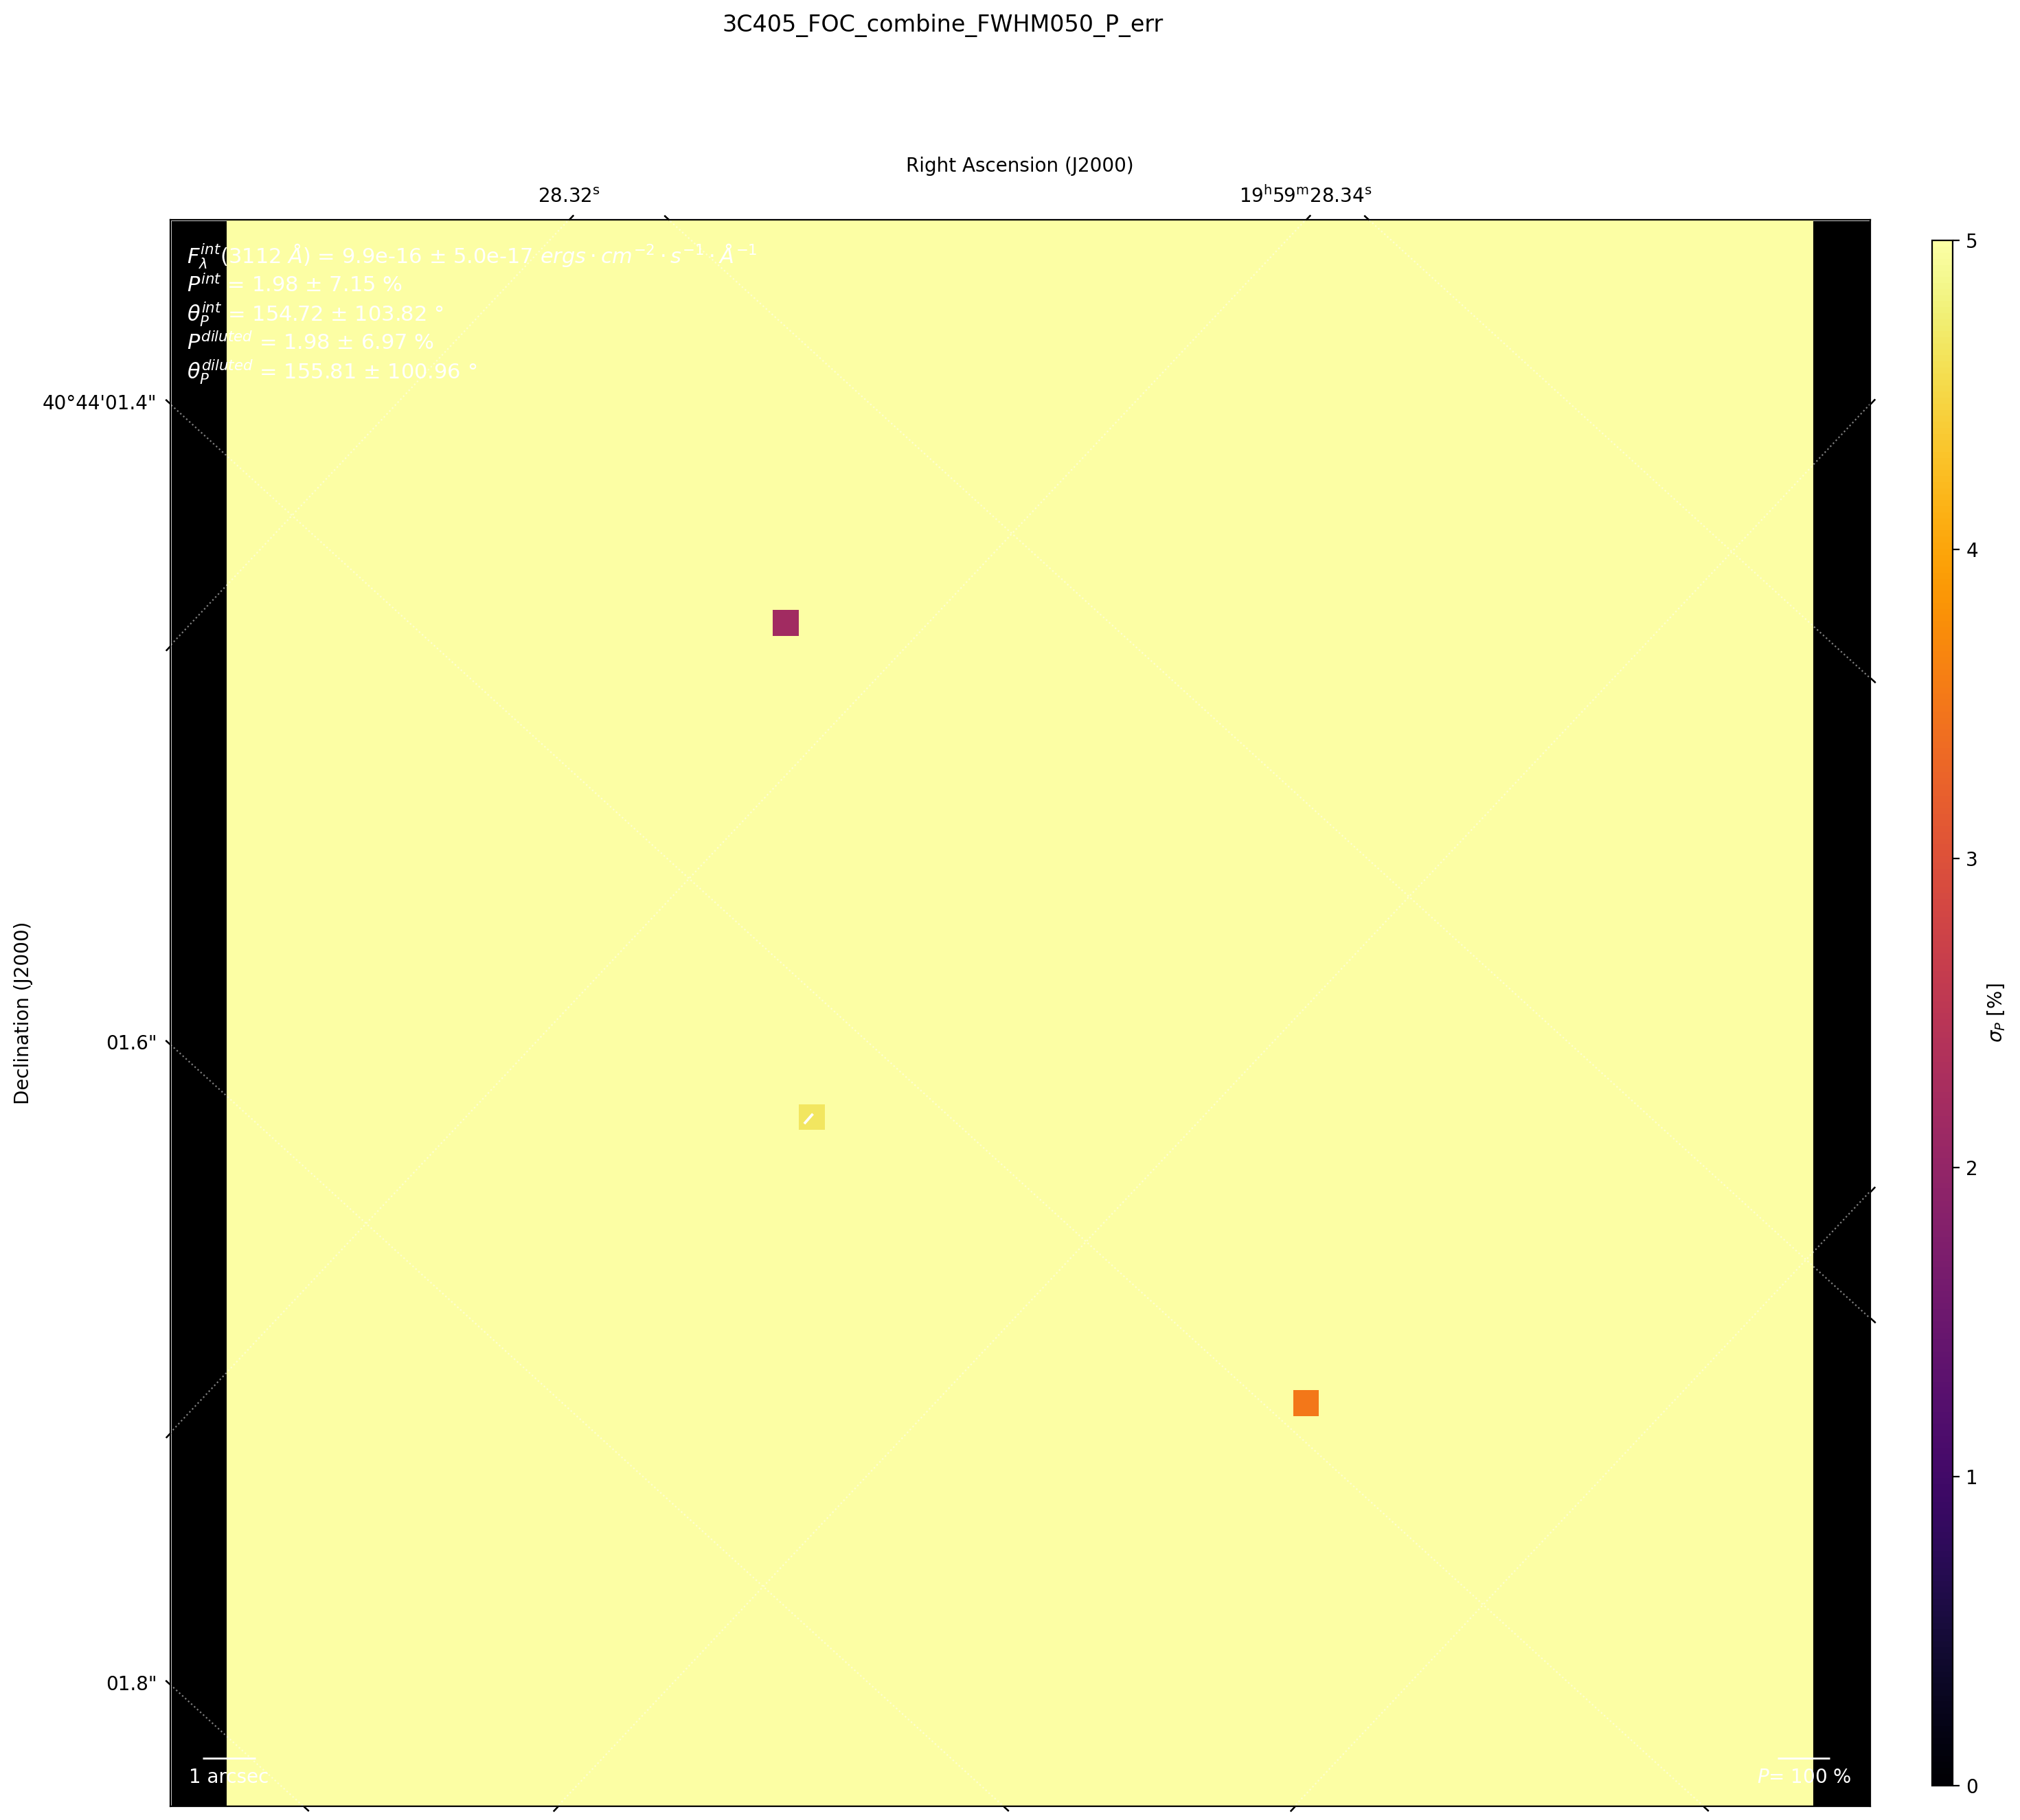 3C405_FOC_combine_FWHM050_P_err
Right Ascension (J2000)
28.32ˢ
19ʰ59ᵐ28.34ˢ
F_λ^int(3112 Å) = 9.9e-16 ± 5.0e-17 ergs · cm⁻² · s⁻¹ · Å⁻¹
P^int = 1.98 ± 7.15 %
θ_P^int = 154.72 ± 103.82 °
P^diluted = 1.98 ± 6.97 %
θ_P^diluted = 155.81 ± 100.96 °
40°44'01.4"
01.6"
01.8"
Declination (J2000)
1 arcsec
P= 100 %
5
4
3
2
1
0
σ_P [%]